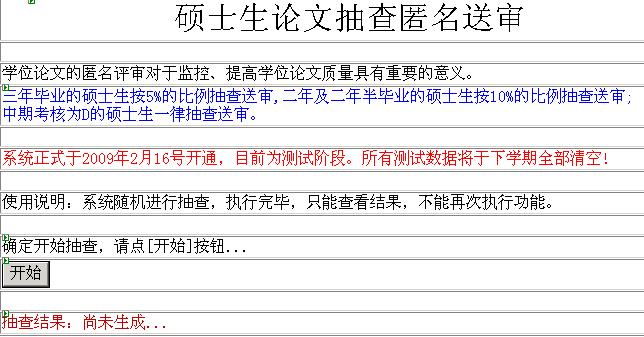 硕士生论文抽查匿名送审
学位论文的匿名评审对于监控、提高学位论文质量具有重要的意义。
三年毕业的硕士生按5%的比例抽查送审,二年及二年半毕业的硕士生按10%的比例抽查送审;
中期考核为D的硕士生一律抽查送审。
系统正式于2009年2月16号开通，目前为测试阶段。所有测试数据将于下学期全部清空!
使用说明：系统随机进行抽查，执行完毕，只能查看结果，不能再次执行功能。
确定开始抽查，请点[开始]按钮...
开始
抽查结果：尚未生成...